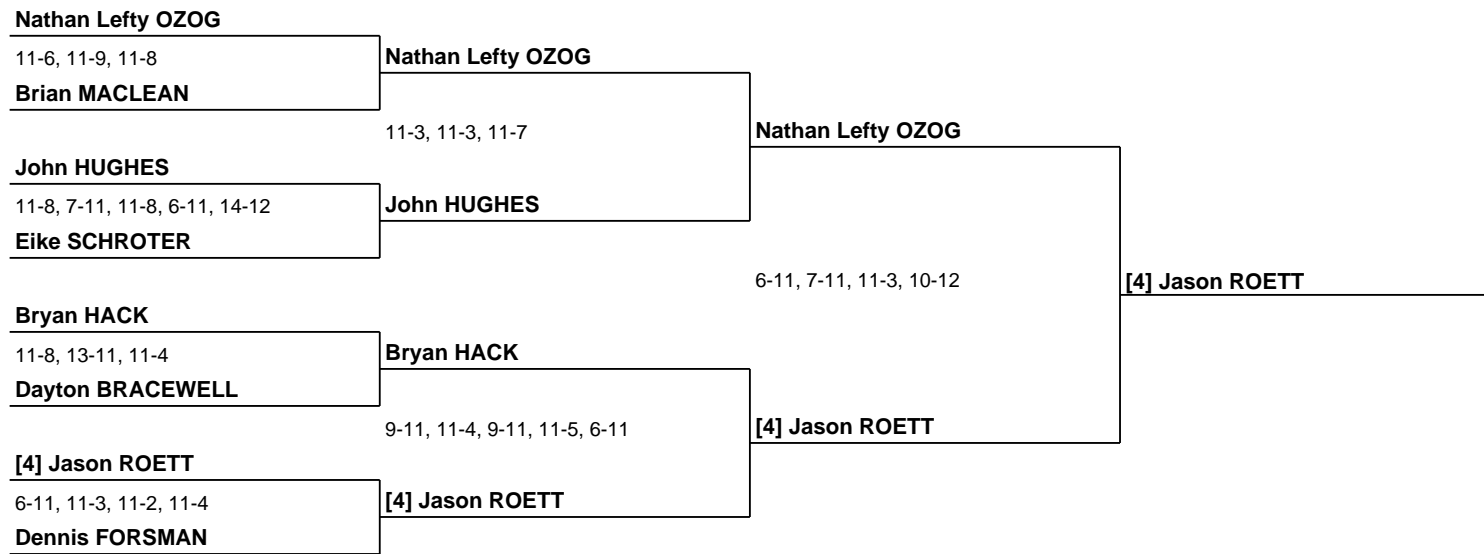 Nathan Lefty OZOG
11-6, 11-9, 11-8
Brian MACLEAN
Nathan Lefty OZOG
11-3, 11-3, 11-7
Nathan Lefty OZOG
John HUGHES
11-8, 7-11, 11-8, 6-11, 14-12
Eike SCHROTER
John HUGHES
6-11, 7-11, 11-3, 10-12
[4] Jason ROETT
Bryan HACK
11-8, 13-11, 11-4
Dayton BRACEWELL
Bryan HACK
9-11, 11-4, 9-11, 11-5, 6-11
[4] Jason ROETT
[4] Jason ROETT
6-11, 11-3, 11-2, 11-4
Dennis FORSMAN
[4] Jason ROETT